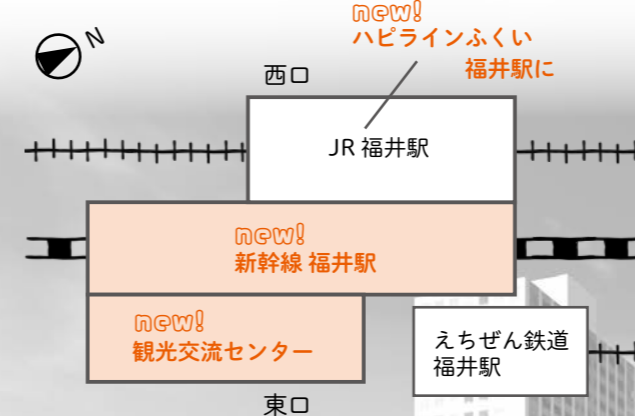 new!
ハピラインふくい
福井駅に
N
西口
JR 福井駅
new!
新幹線 福井駅
new!
観光交流センター
えちぜん鉄道
福井駅
東口